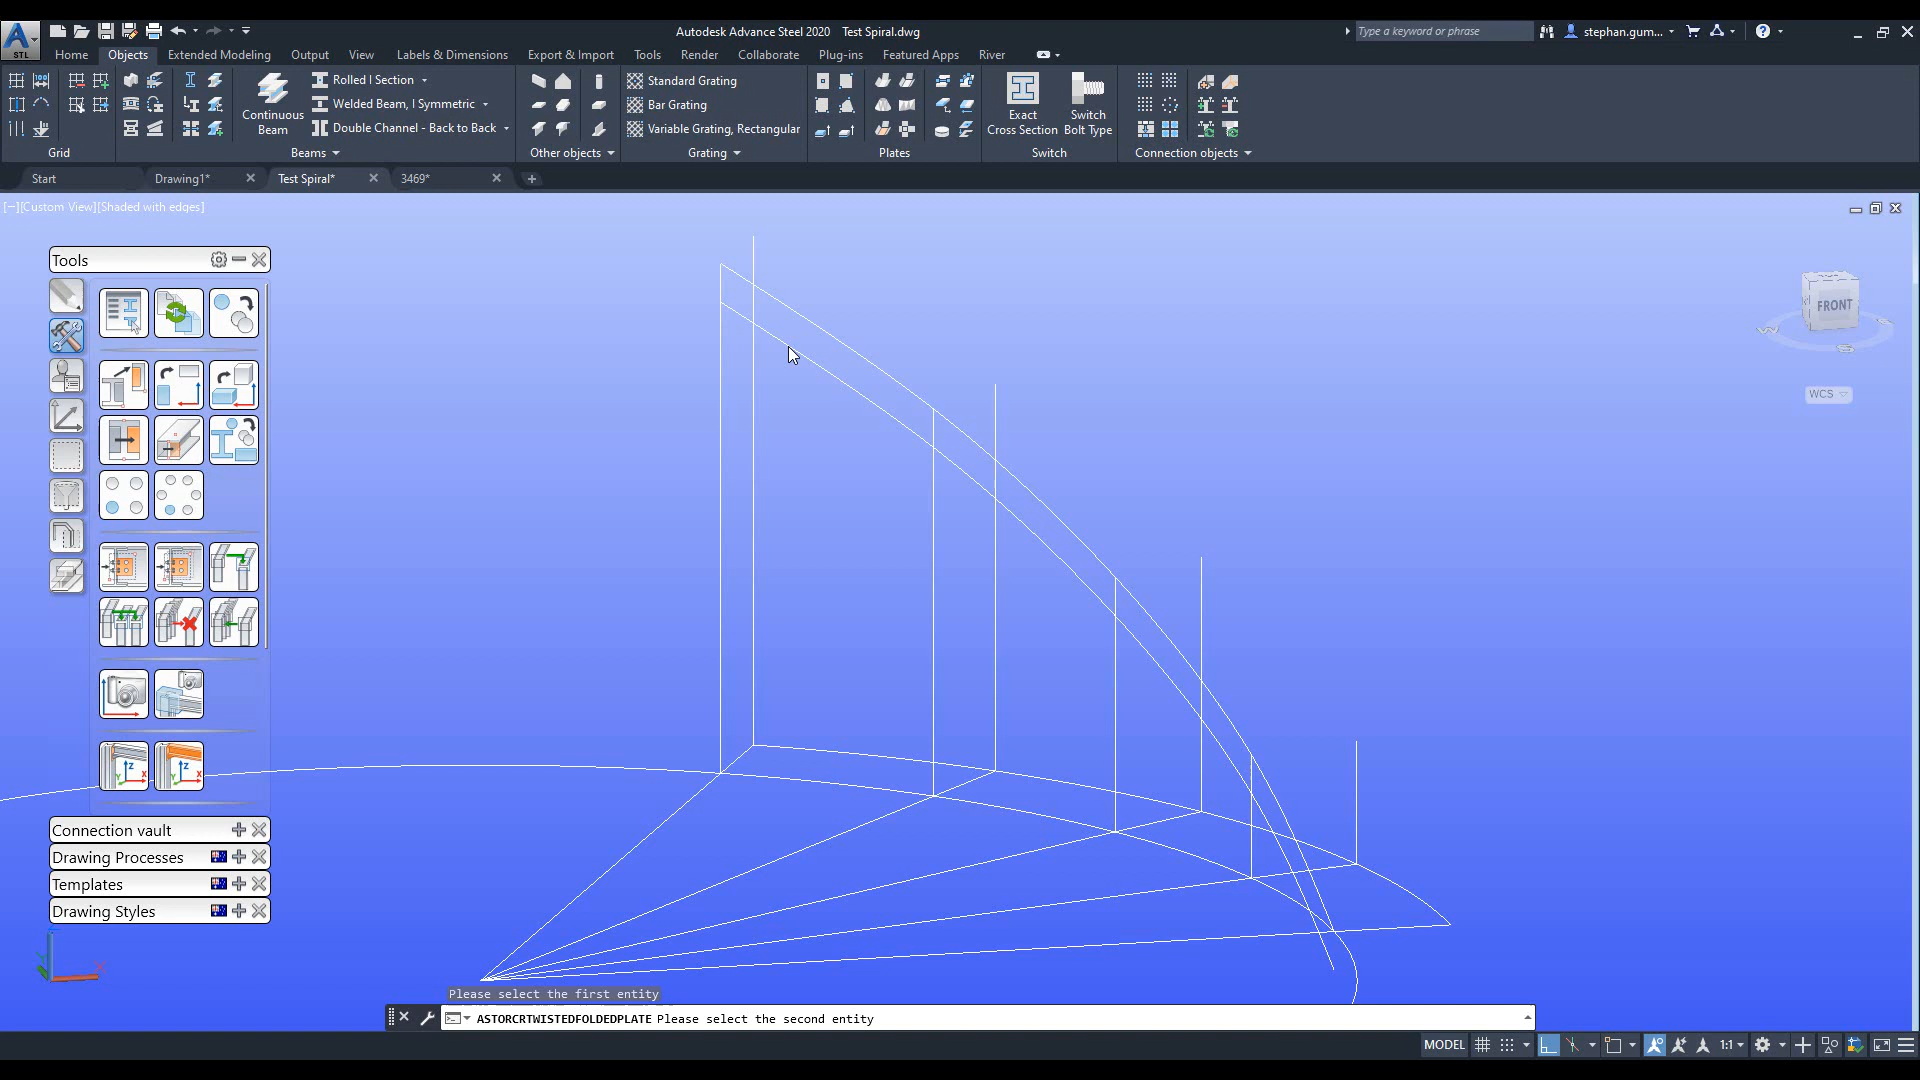 Autodesk Advance Steel 2020 Test Spiral.dwg
Type a keyword or phrase
stephan.gum...
STL
Home Objects Extended Modeling Output View Labels & Dimensions Export & Import Tools Render Collaborate Plug-ins Featured Apps River
Rolled I Section
Welded Beam, I Symmetric
Double Channel - Back to Back
Continuous
Beam
Standard Grating
Bar Grating
Variable Grating, Rectangular
Exact
Cross Section
Switch
Bolt Type
Grid Beams Other objects Grating Plates Switch Connection objects
Start Drawing1* Test Spiral* 3469*
[−][Custom View][Shaded with edges]
Tools
FRONT
W
WCS
Connection vault
Drawing Processes
Templates
Drawing Styles
Please select the first entity
ASTORCRTWISTEDFOLDEDPLATE Please select the second entity
MODEL 1:1